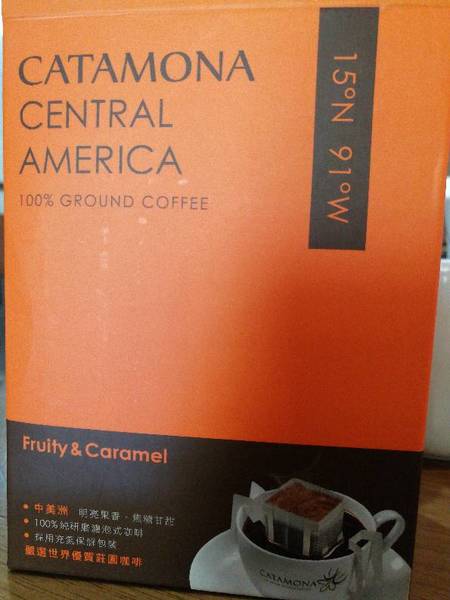 CATAMONA
CENTRAL
AMERICA
100% GROUND COFFEE
15°N 91°W
Fruity & Caramel
• 中美洲 明亮果香、焦糖甘甜
• 100%純研磨濾泡式咖啡
• 採用充氮保鮮包裝
嚴選世界優質莊園咖啡
CATAMONA